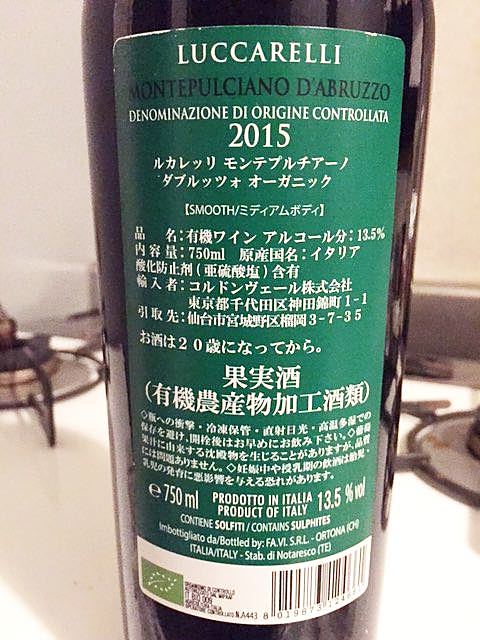 LUCCARELLI
MONTEPULCIANO D'ABRUZZO
DENOMINAZIONE DI ORIGINE CONTROLLATA
2015
ルカレッリ モンテプルチアーノ
ダブルッツォ オーガニック
【SMOOTH/ミディアムボディ】
品　名：有機ワイン アルコール分：13.5%
内容量：750ml　原産国名：イタリア
酸化防止剤(亜硫酸塩)含有
輸入者：コルドンヴェール株式会社
東京都千代田区神田錦町1-1
引取先：仙台市宮城野区榴岡3-7-35
お酒は20歳になってから。
果実酒
(有機農産物加工酒類)
◇瓶への衝撃・冷凍保管・直射日光・高温多湿での
保存を避け、開栓後はお早めにお飲み下さい。◇葡萄
果汁に由来する沈殿物を生じることがありますが、品質
には問題ありません。◇妊娠中や授乳期の飲酒は胎児・
乳児の発育に悪影響を与える恐れがあります。
℮750 ml PRODOTTO IN ITALIA 13.5 % vol
PRODUCT OF ITALY
CONTIENE SOLFITI / CONTAINS SULPHITES
Imbottigliato da/Bottled by: FA.VI. S.R.L. - ORTONA (CH)
ITALIA/ITALY - Stab. di Notaresco (TE)
ORGANISMO DI CONTROLLO
IT BIO 009
AGRICOLTURA ITALIA
OPERATORE CONTROLLATO N.A443